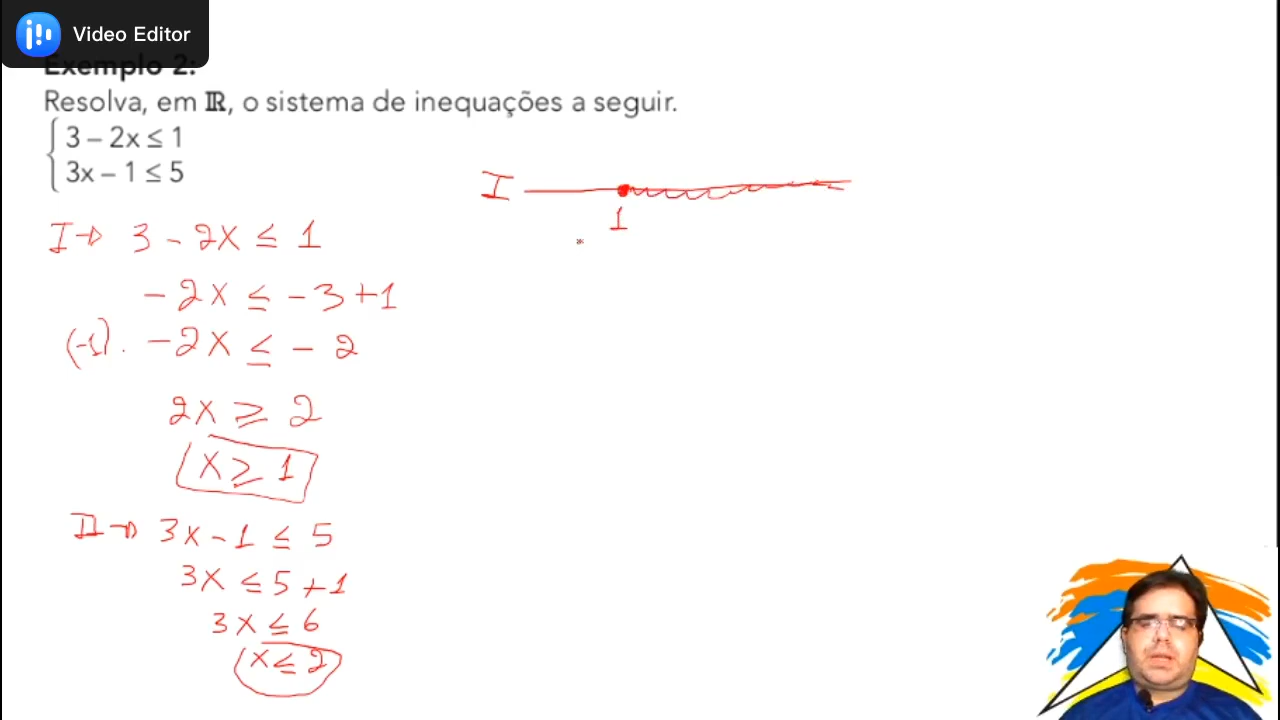 Video Editor
Exemplo 2:
Resolva, em ℝ, o sistema de inequações a seguir.
3 – 2x ≤ 1
3x – 1 ≤ 5
I
1
I → 3 - 2x ≤ 1
-2x ≤ -3 + 1
(-1). -2x ≤ -2
2x ≥ 2
x ≥ 1
II → 3x - 1 ≤ 5
3x ≤ 5 + 1
3x ≤ 6
x ≤ 2